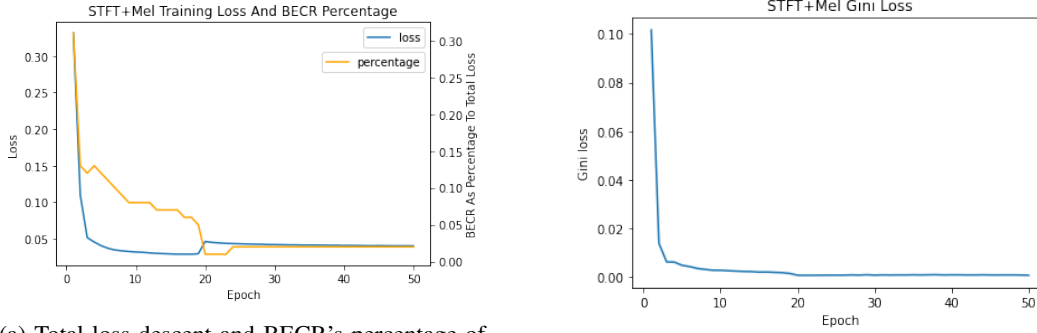 STFT+Mel Training Loss And BECR Percentage
loss
percentage
0.30
0.25
0.20
0.15
0.10
0.05
Loss
0.30
0.25
0.20
0.15
0.10
0.05
0.00
BECR As Percentage To Total Loss
0 10 20 30 40 50
Epoch
(a) Total loss descent and BECR's percentage of
STFT+Mel Gini Loss
0.10
0.08
0.06
0.04
0.02
0.00
Gini loss
0 10 20 30 40 50
Epoch